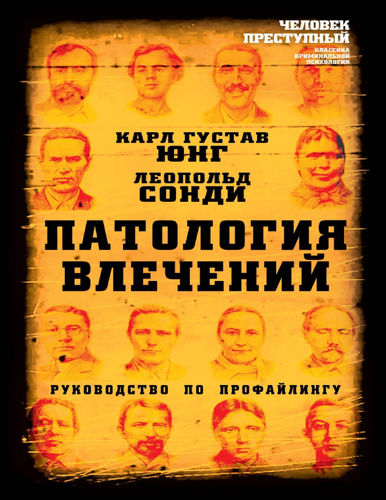 ЧЕЛОВЕК
ПРЕСТУПНЫЙ
КЛАССИКА
КРИМИНАЛЬНОЙ
ПСИХОЛОГИИ
КАРЛ ГУСТАВ
ЮНГ
ЛЕОПОЛЬД
СОНДИ
ПАТОЛОГИЯ
ВЛЕЧЕНИЙ
РУКОВОДСТВО ПО ПРОФАЙЛИНГУ